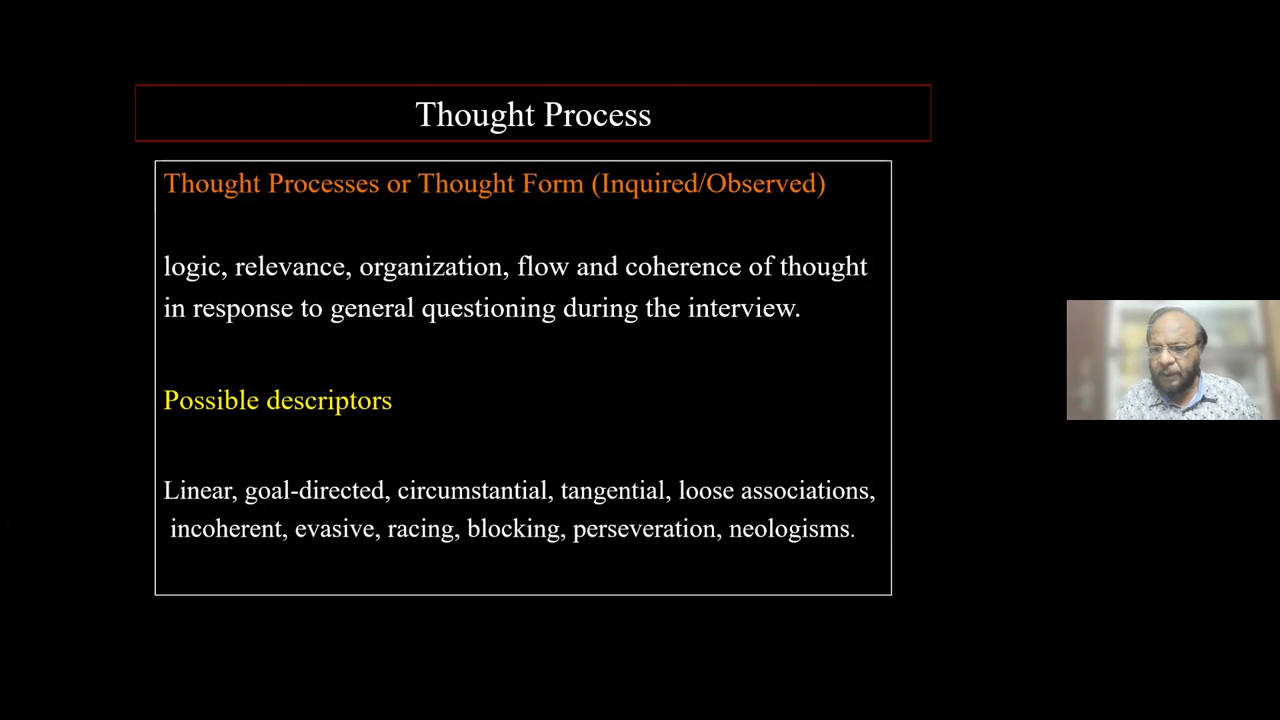 Thought Process
Thought Processes or Thought Form (Inquired/Observed)
logic, relevance, organization, flow and coherence of thought
in response to general questioning during the interview.
Possible descriptors
Linear, goal-directed, circumstantial, tangential, loose associations,
incoherent, evasive, racing, blocking, perseveration, neologisms.